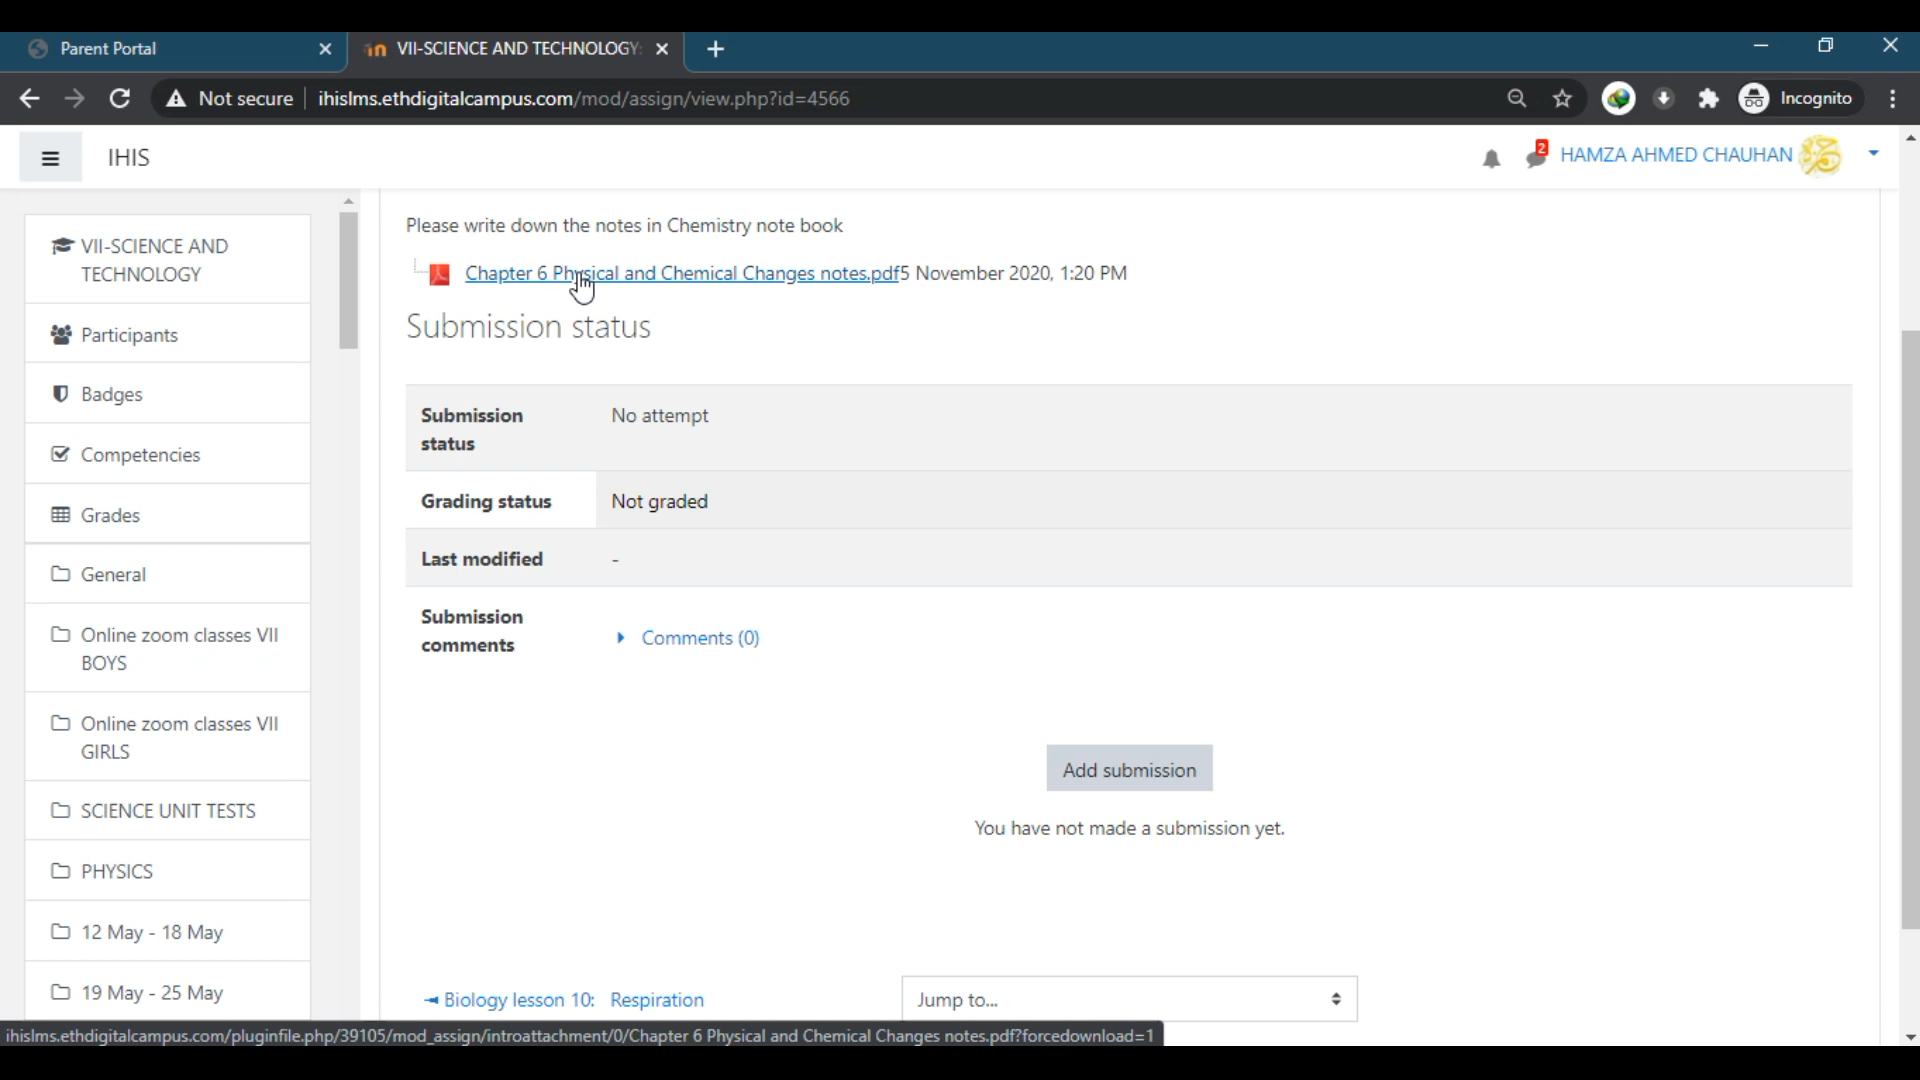 Parent Portal
VII-SCIENCE AND TECHNOLOGY:
Not secure
ihislms.ethdigitalcampus.com/mod/assign/view.php?id=4566
Incognito
IHIS
2
HAMZA AHMED CHAUHAN
VII-SCIENCE AND
TECHNOLOGY
Participants
Badges
Competencies
Grades
General
Online zoom classes VII
BOYS
Online zoom classes VII
GIRLS
SCIENCE UNIT TESTS
PHYSICS
12 May - 18 May
19 May - 25 May
Please write down the notes in Chemistry note book
Chapter 6 Physical and Chemical Changes notes.pdf5 November 2020, 1:20 PM
Submission status
Submission
status
No attempt
Grading status
Not graded
Last modified
-
Submission
comments
Comments (0)
Add submission
You have not made a submission yet.
Biology lesson 10: Respiration
Jump to...
ihislms.ethdigitalcampus.com/pluginfile.php/39105/mod_assign/introattachment/0/Chapter 6 Physical and Chemical Changes notes.pdf?forcedownload=1